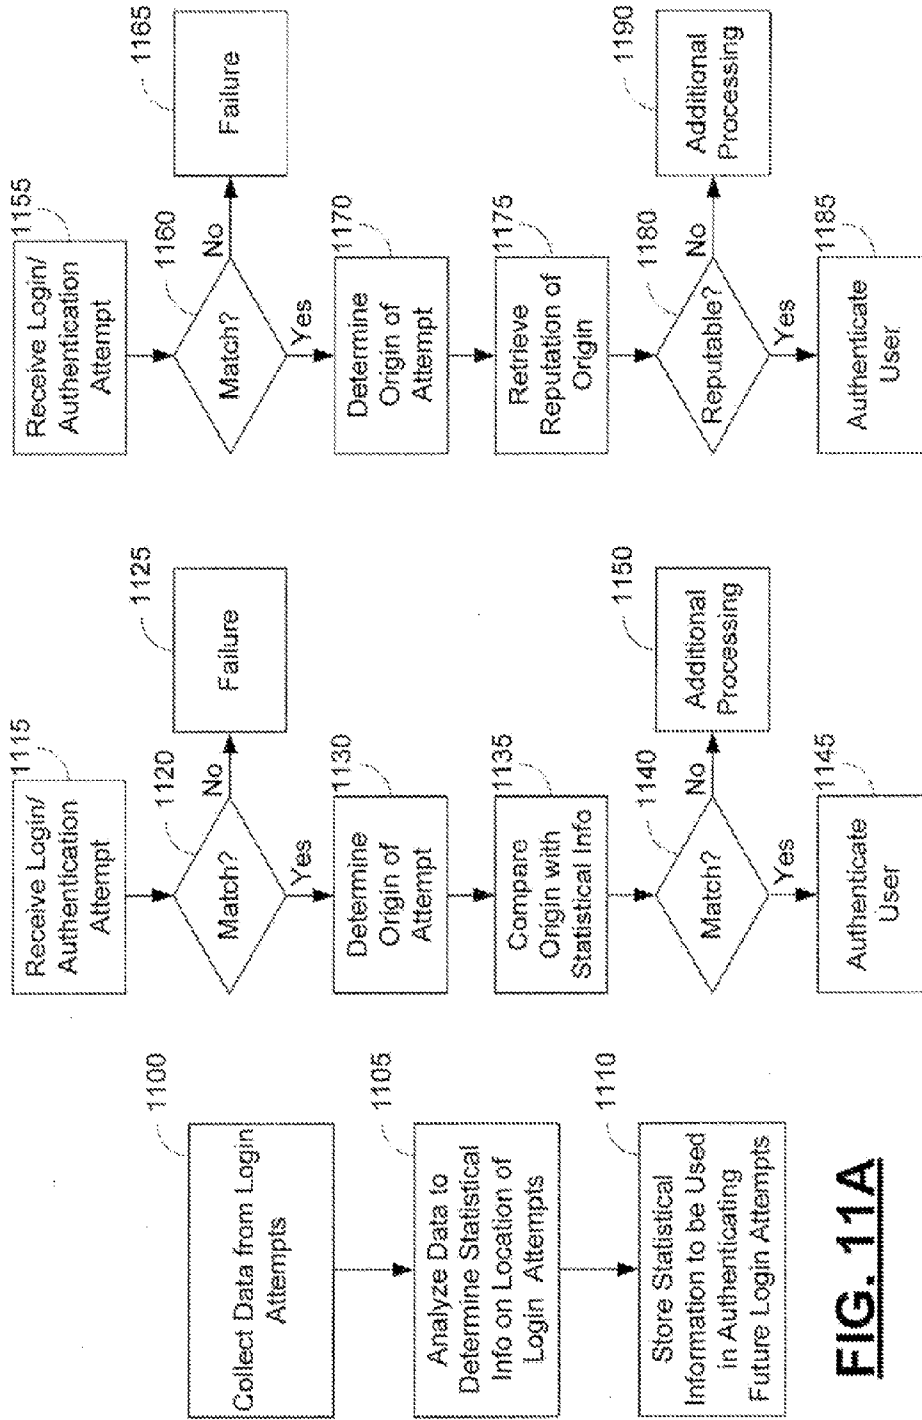 1100
Collect Data from Login
Attempts
1105
Analyze Data to
Determine Statistical
Info on Location of
Login Attempts
1110
Store Statistical
Information to be Used
in Authenticating
Future Login Attempts
1115
Receive Login/
Authentication
Attempt
1120
Match?
No
1125
Failure
Yes
1130
Determine
Origin of
Attempt
1135
Compare
Origin with
Statistical Info
1140
Match?
No
1150
Additional
Processing
Yes
1145
Authenticate
User
1155
Receive Login/
Authentication
Attempt
1160
Match?
No
1165
Failure
Yes
1170
Determine
Origin of
Attempt
1175
Retrieve
Reputation of
Origin
1180
Reputable?
No
1190
Additional
Processing
Yes
1185
Authenticate
User
FIG. 11A